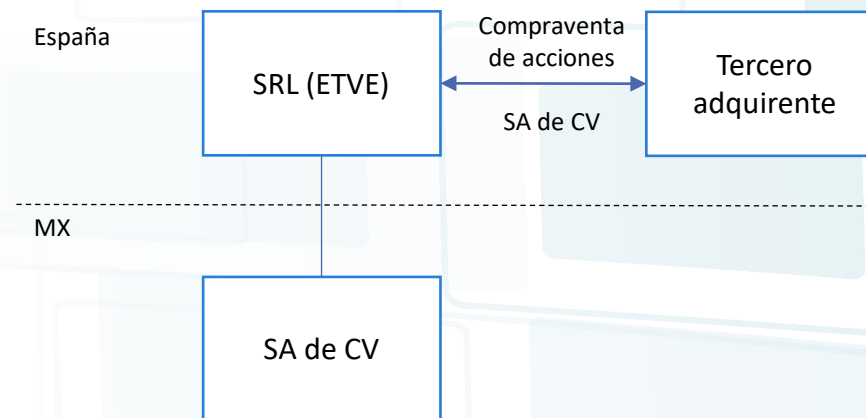 España
SRL (ETVE)
Compraventa
de acciones
SA de CV
Tercero
adquirente
MX
SA de CV